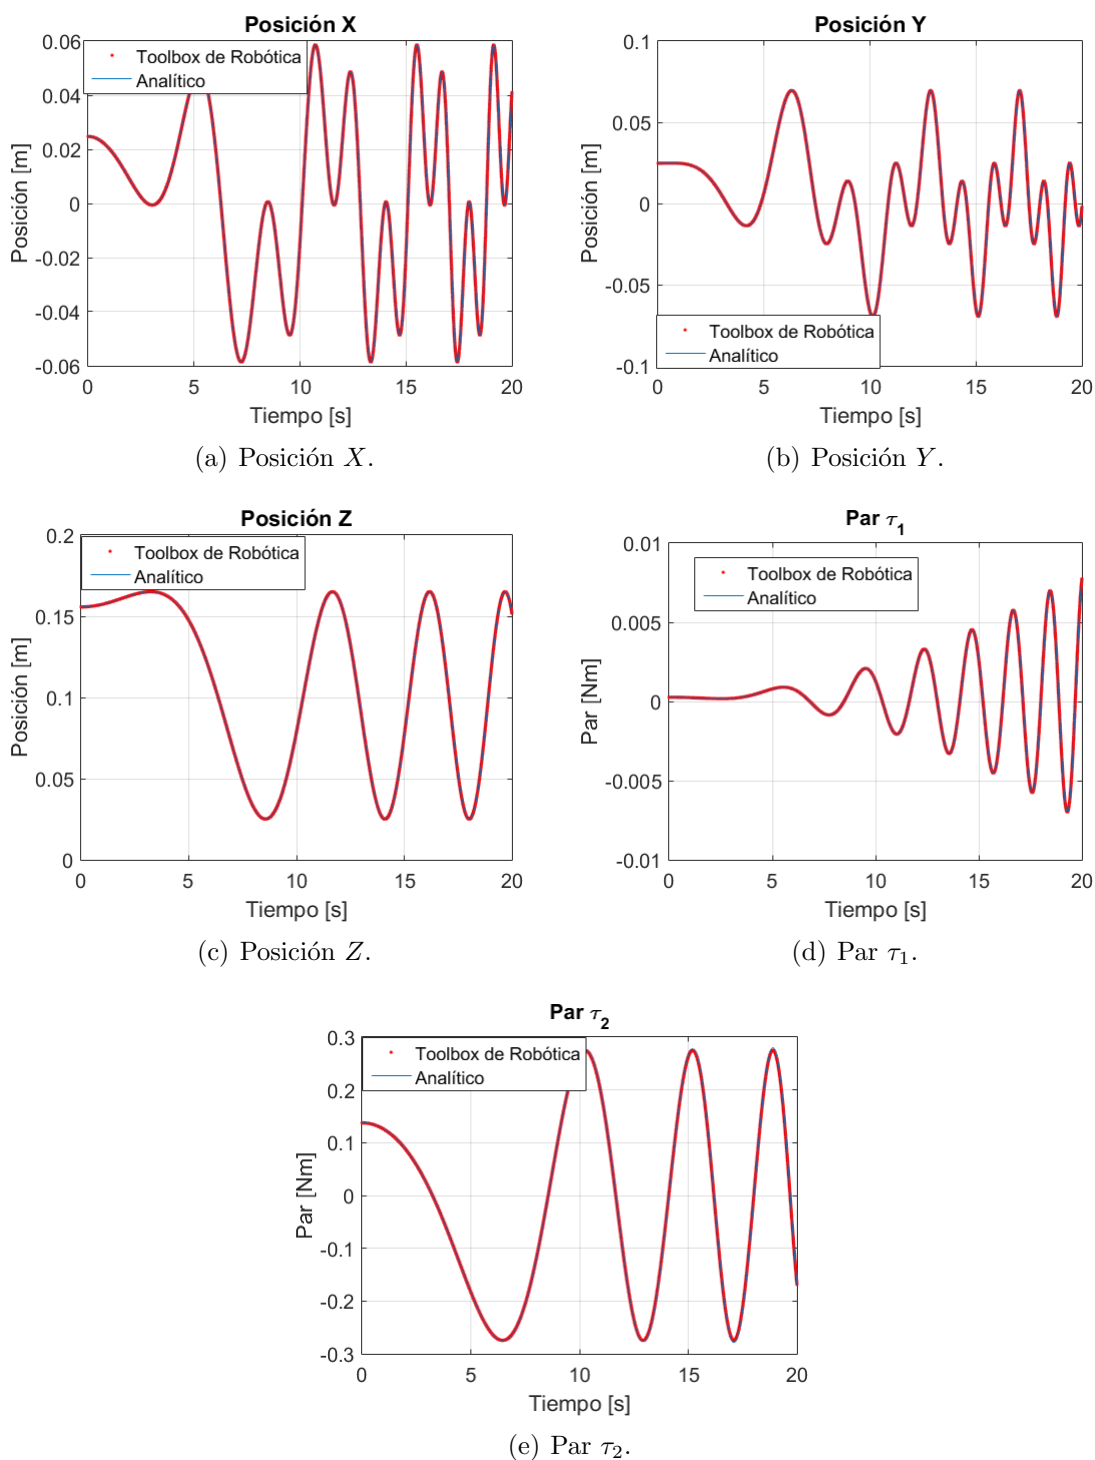 Posición X
Toolbox de Robótica
Analítico
Posición [m]
0.06
0.04
0.02
0
-0.02
-0.04
-0.06
0 5 10 15 20
Tiempo [s]
(a) Posición X.
Posición Y
Toolbox de Robótica
Analítico
Posición [m]
0.1
0.05
0
-0.05
-0.1
0 5 10 15 20
Tiempo [s]
(b) Posición Y.
Posición Z
Toolbox de Robótica
Analítico
Posición [m]
0.2
0.15
0.1
0.05
0
0 5 10 15 20
Tiempo [s]
(c) Posición Z.
Par τ₁
Toolbox de Robótica
Analítico
Par [Nm]
0.01
0.005
0
-0.005
-0.01
0 5 10 15 20
Tiempo [s]
(d) Par τ₁.
Par τ₂
Toolbox de Robótica
Analítico
Par [Nm]
0.3
0.2
0.1
0
-0.1
-0.2
-0.3
0 5 10 15 20
Tiempo [s]
(e) Par τ₂.